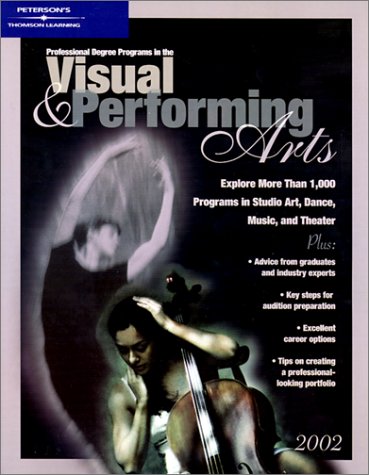 PETERSON'S
THOMSON LEARNING
Professional Degree Programs in the
Visual
& Performing
Arts
Explore More Than 1,000
Programs in Studio Art, Dance,
Music, and Theater
Plus:
• Advice from graduates
and industry experts
• Key steps for
audition preparation
• Excellent
career options
• Tips on creating
a professional-
looking portfolio
2002